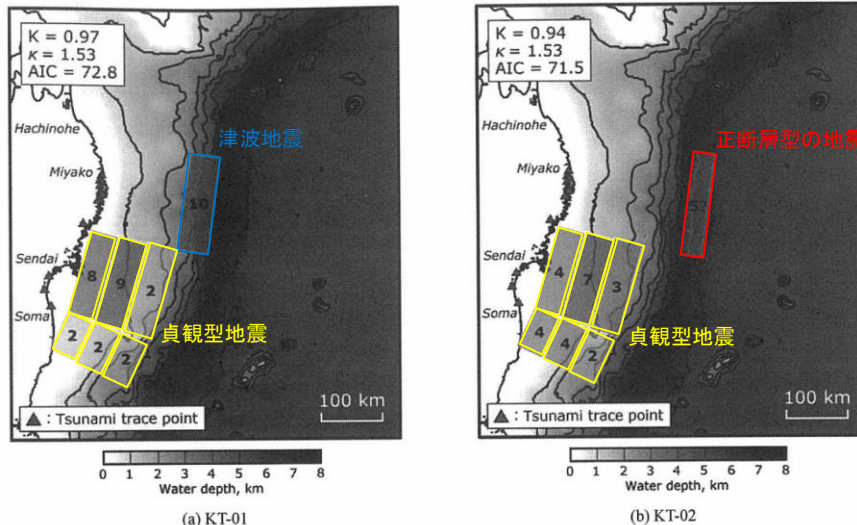 K = 0.97
κ = 1.53
AIC = 72.8
Hachinohe
Miyako
Sendai
Soma
津波地震
10
8
9
2
2
2
2
貞観型地震
▲ : Tsunami trace point
100 km
0 1 2 3 4 5 6 7 8
Water depth, km
(a) KT-01
K = 0.94
κ = 1.53
AIC = 71.5
Hachinohe
Miyako
Sendai
Soma
正断層型の地震
4
7
3
4
4
2
貞観型地震
▲ : Tsunami trace point
100 km
0 1 2 3 4 5 6 7 8
Water depth, km
(b) KT-02